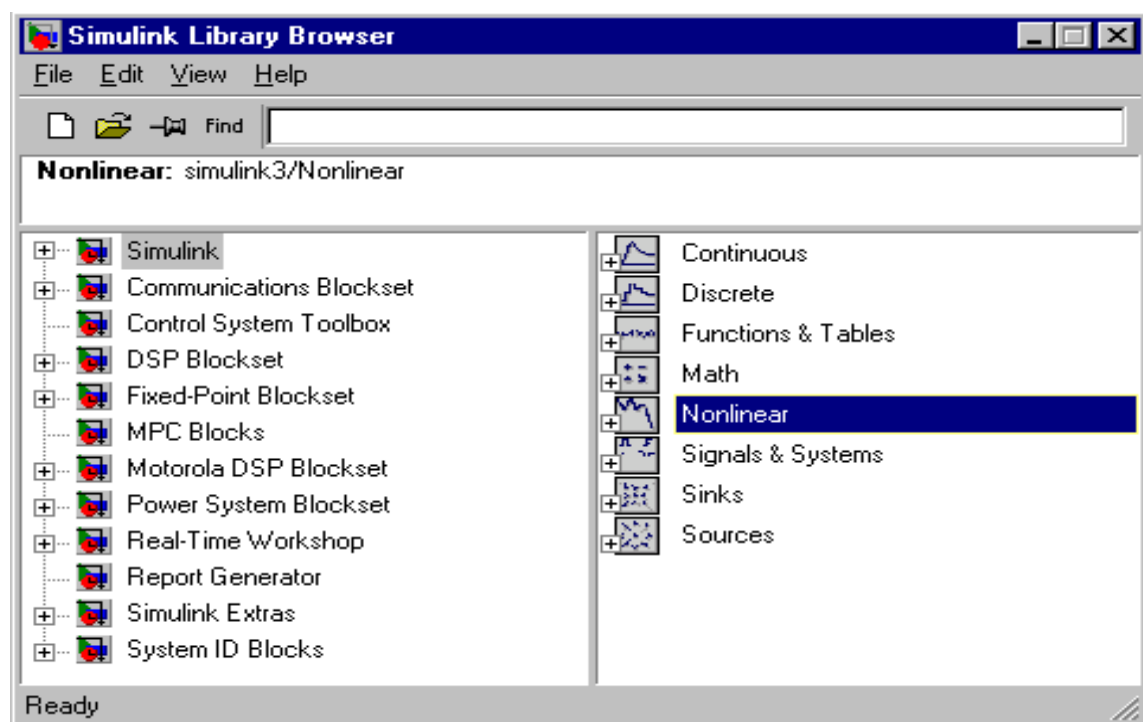 Simulink Library Browser
File Edit View Help
Find
Nonlinear: simulink3/Nonlinear
Simulink
Communications Blockset
Control System Toolbox
DSP Blockset
Fixed-Point Blockset
MPC Blocks
Motorola DSP Blockset
Power System Blockset
Real-Time Workshop
Report Generator
Simulink Extras
System ID Blocks
Continuous
Discrete
Functions & Tables
Math
Nonlinear
Signals & Systems
Sinks
Sources
Ready